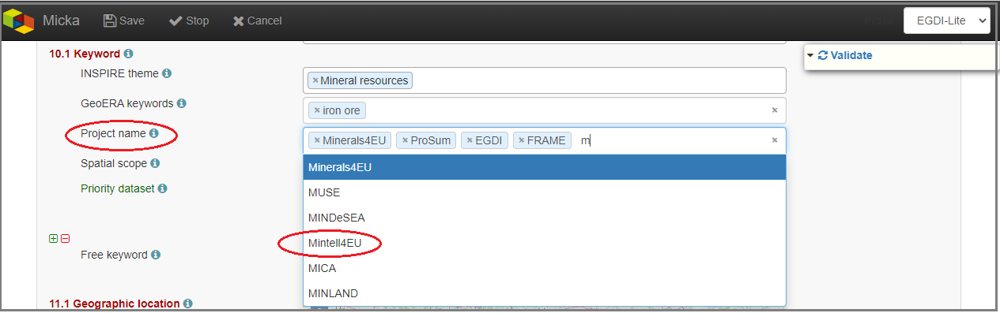 Micka Save Stop Cancel EGDI-Lite
10.1 Keyword
Validate
INSPIRE theme × Mineral resources
GeoERA keywords × iron ore ×
Project name × Minerals4EU × ProSum × EGDI × FRAME m ×
Spatial scope Minerals4EU
Priority dataset MUSE
MINDeSEA
Mintell4EU
Free keyword
MICA
MINLAND
11.1 Geographic location